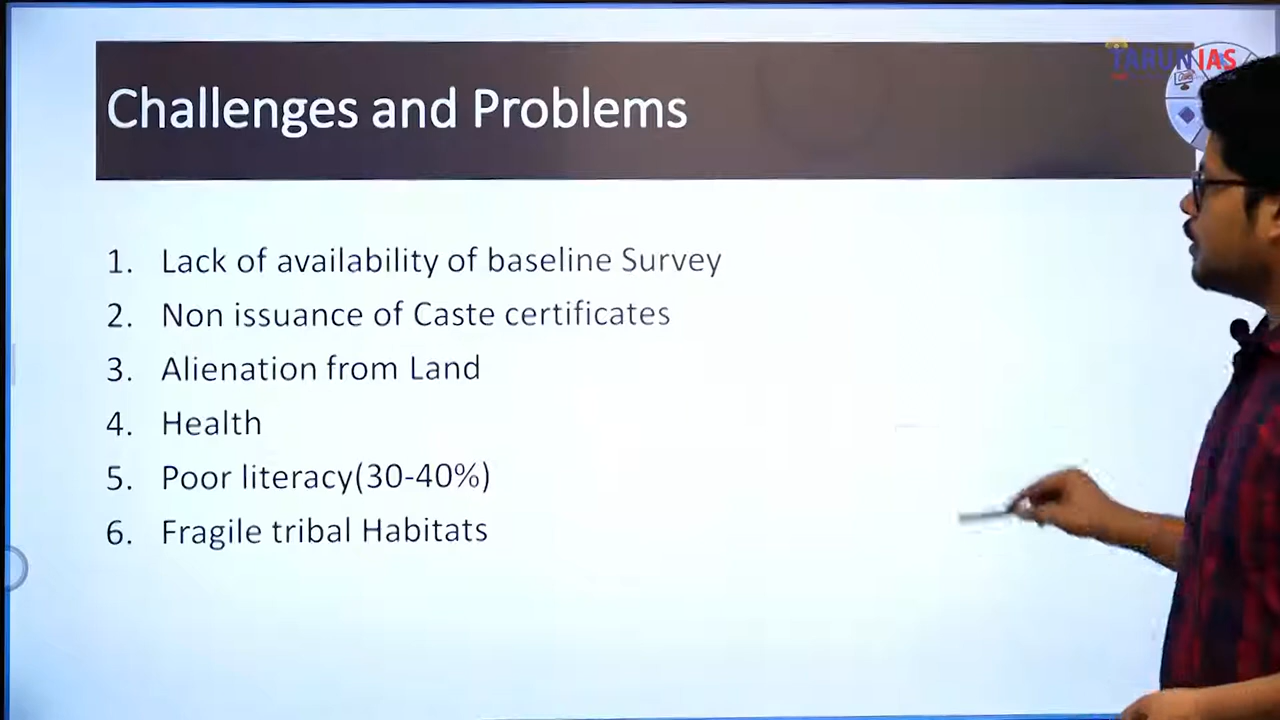 TARUN IAS
Challenges and Problems
1. Lack of availability of baseline Survey
2. Non issuance of Caste certificates
3. Alienation from Land
4. Health
5. Poor literacy(30-40%)
6. Fragile tribal Habitats